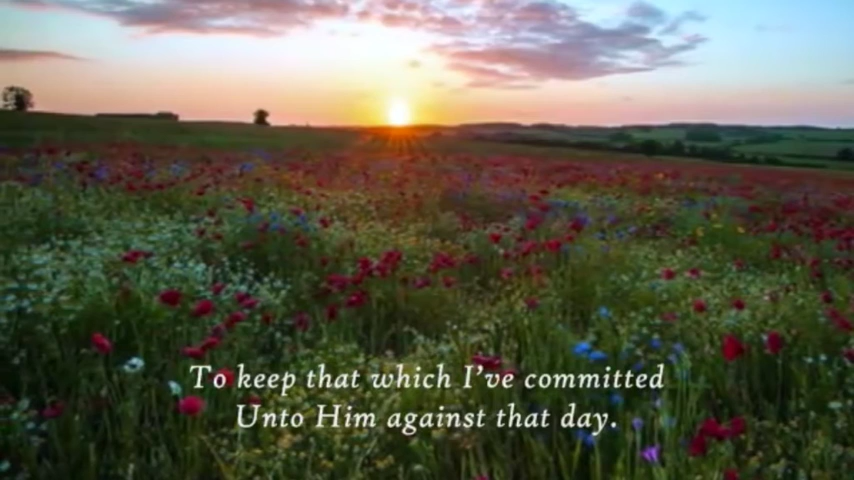 To keep that which I've committed
Unto Him against that day.